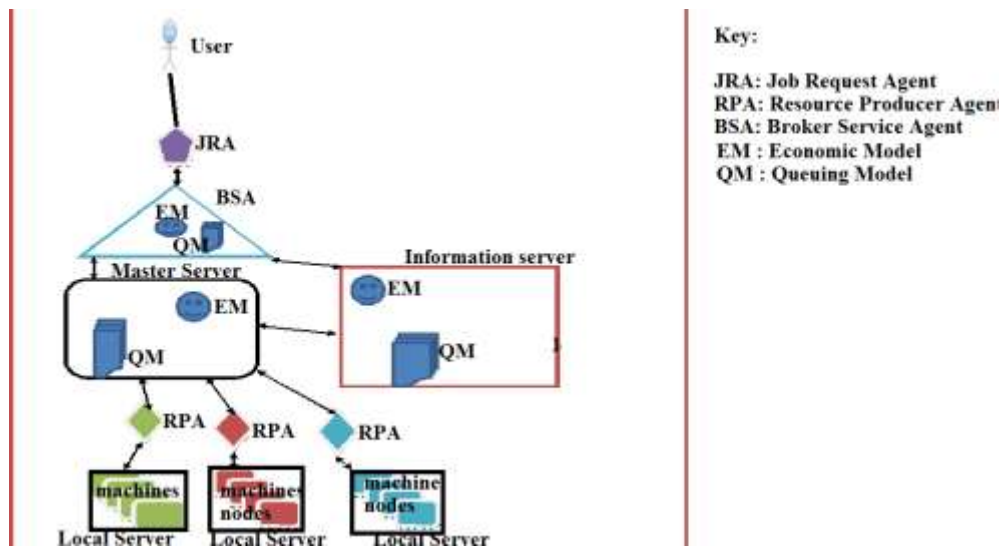 User
JRA
BSA
EM
QM
Master Server
Information server
EM
QM
EM
QM
RPA
RPA
RPA
machines
machines
nodes
machine
nodes
Local Server
Local Server
Local Server
Key:
JRA: Job Request Agent
RPA: Resource Producer Agent
BSA: Broker Service Agent
EM : Economic Model
QM : Queuing Model